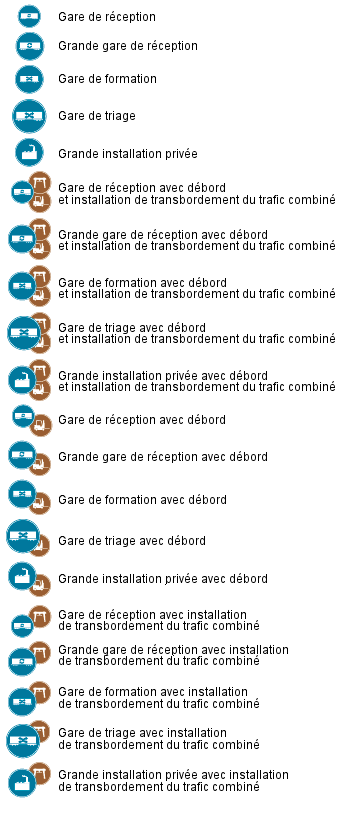 Gare de réception
Grande gare de réception
Gare de formation
Gare de triage
Grande installation privée
Gare de réception avec débord
et installation de transbordement du trafic combiné
Grande gare de réception avec débord
et installation de transbordement du trafic combiné
Gare de formation avec débord
et installation de transbordement du trafic combiné
Gare de triage avec débord
et installation de transbordement du trafic combiné
Grande installation privée avec débord
et installation de transbordement du trafic combiné
Gare de réception avec débord
Grande gare de réception avec débord
Gare de formation avec débord
Gare de triage avec débord
Grande installation privée avec débord
Gare de réception avec installation
de transbordement du trafic combiné
Grande gare de réception avec installation
de transbordement du trafic combiné
Gare de formation avec installation
de transbordement du trafic combiné
Gare de triage avec installation
de transbordement du trafic combiné
Grande installation privée avec installation
de transbordement du trafic combiné